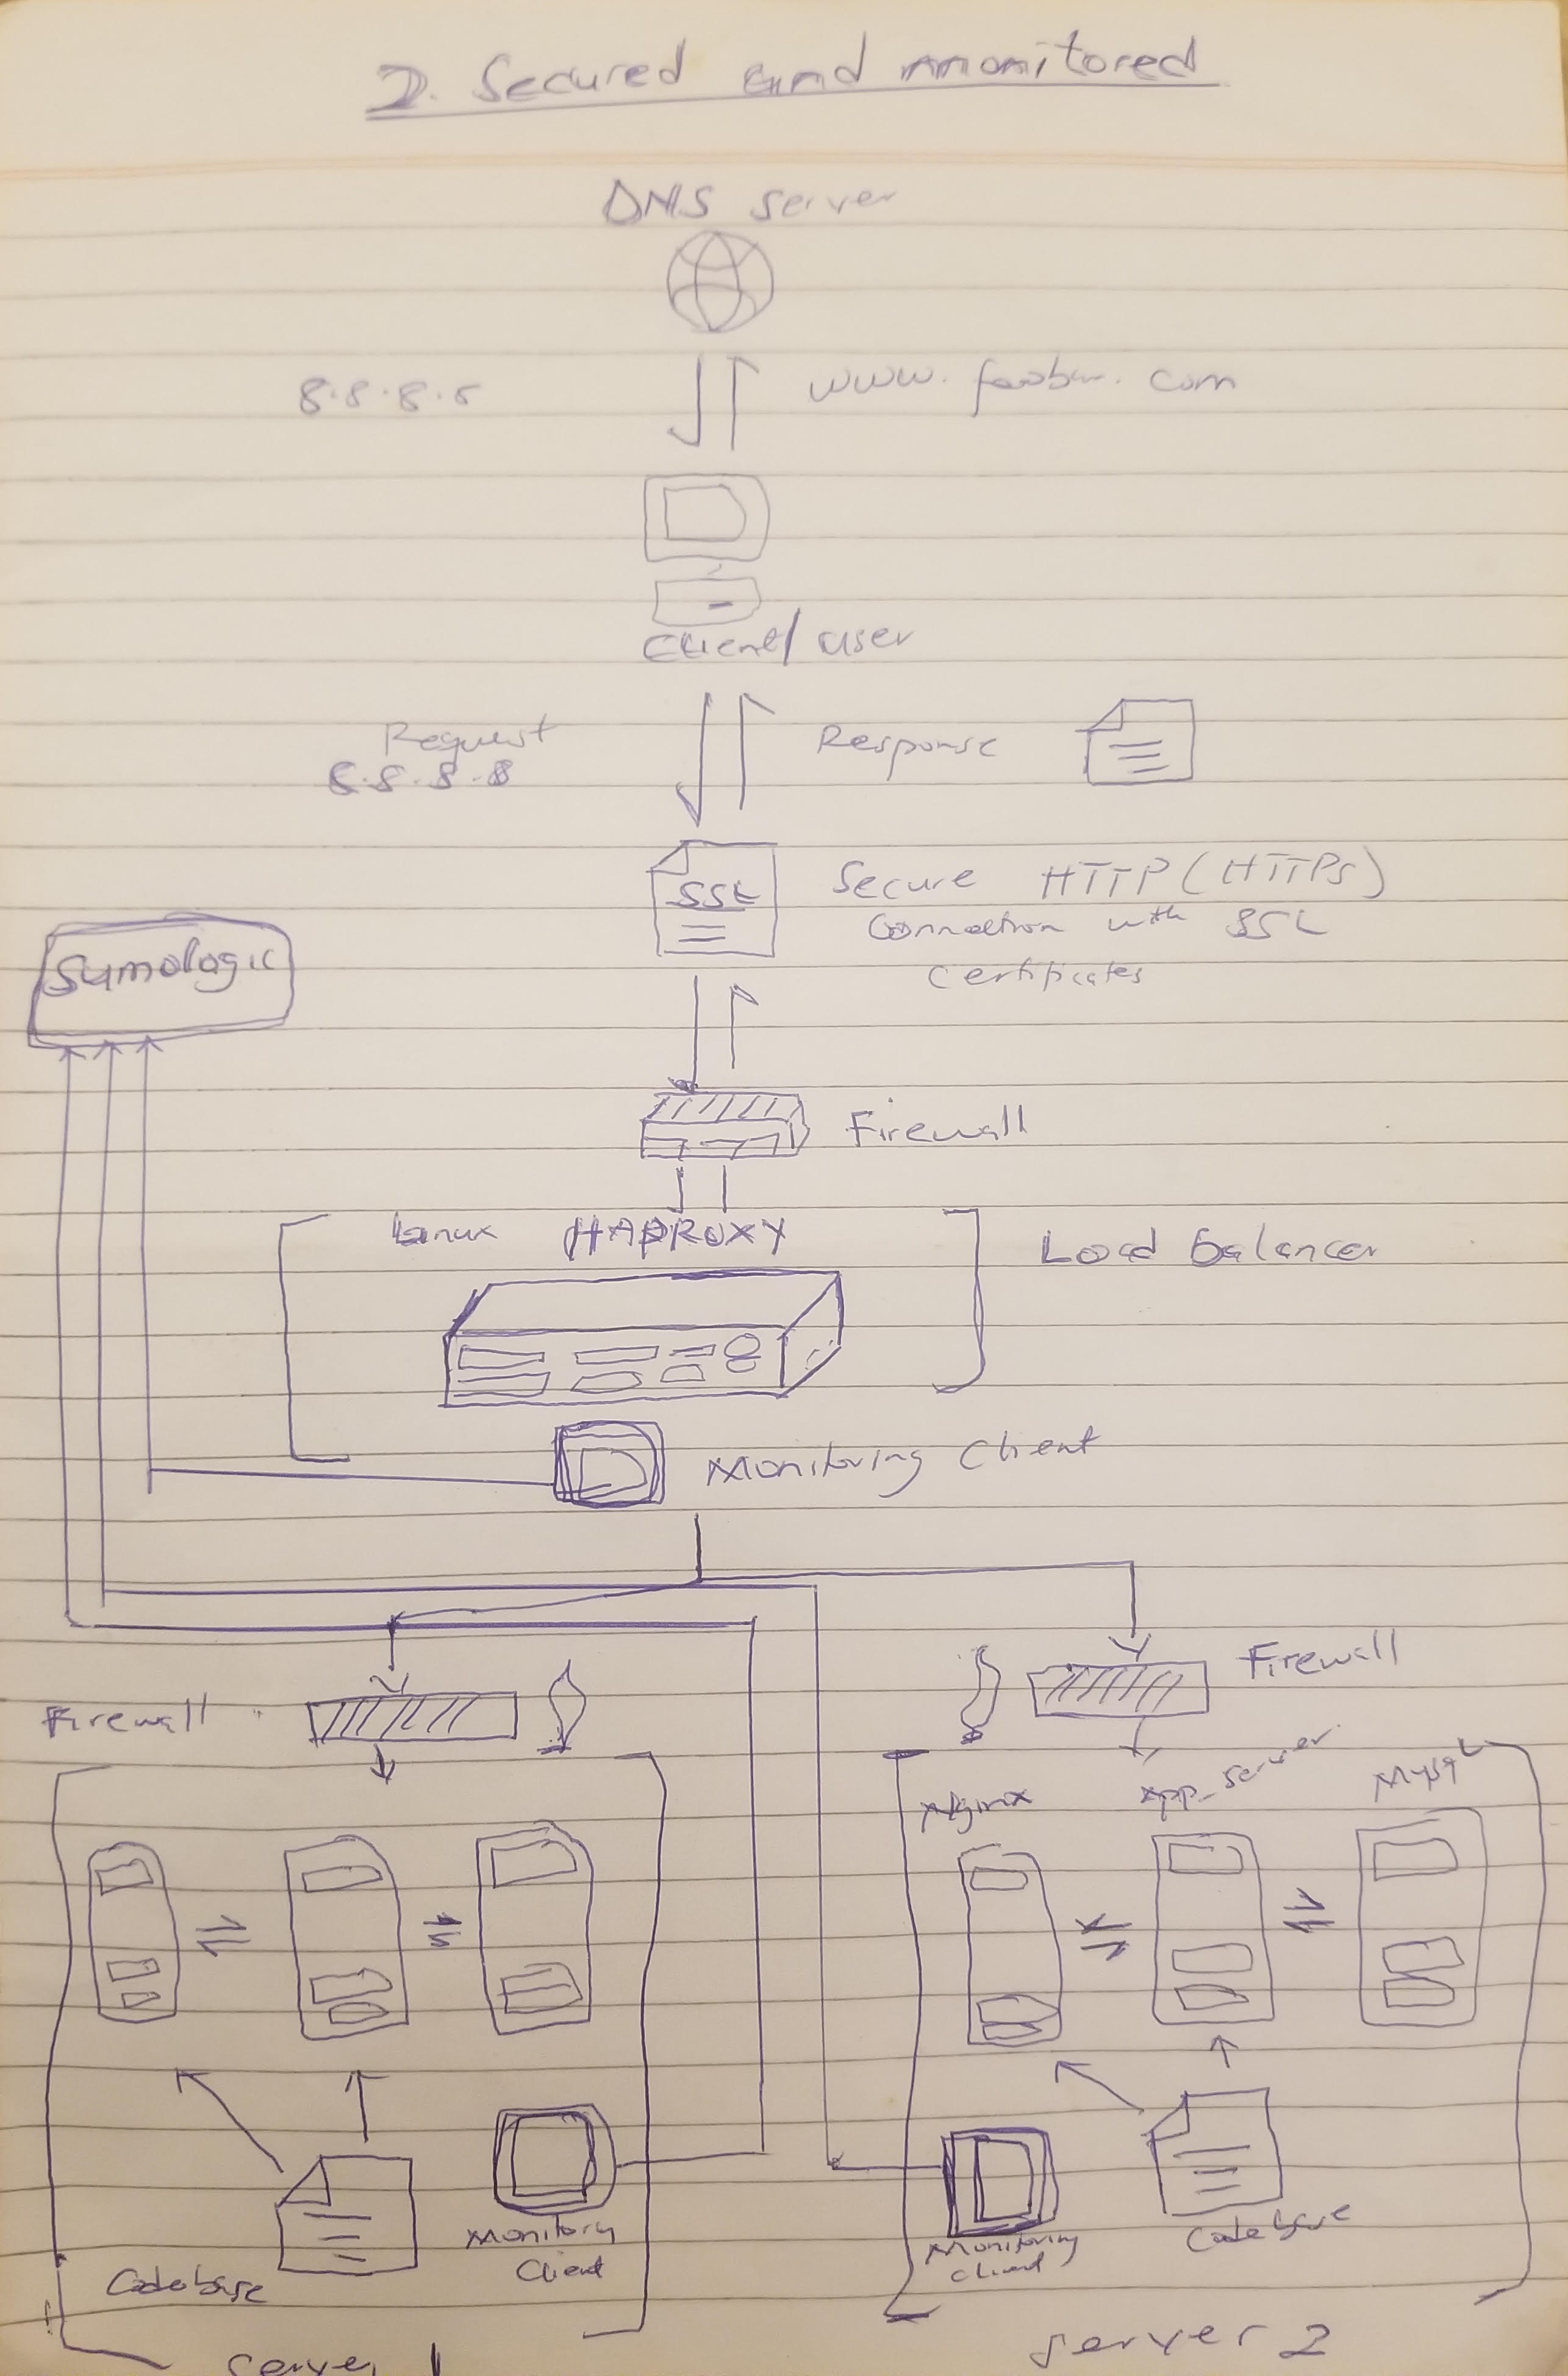 2. Secured and monitored
DNS server
8.8.8.8
www.foobar.com
Client/user
Request
8.8.8.8
Response
SSL
Secure HTTP (HTTPs)
Connection with SSL
Certificates
Sumologic
Firewall
Linux HAPROXY
Load balancer
Monitoring Client
Firewall
Firewall
Nginx
App_server
Mysql
Codebase
Monitoring
Client
Monitoring
client
Codebase
server 1
server 2